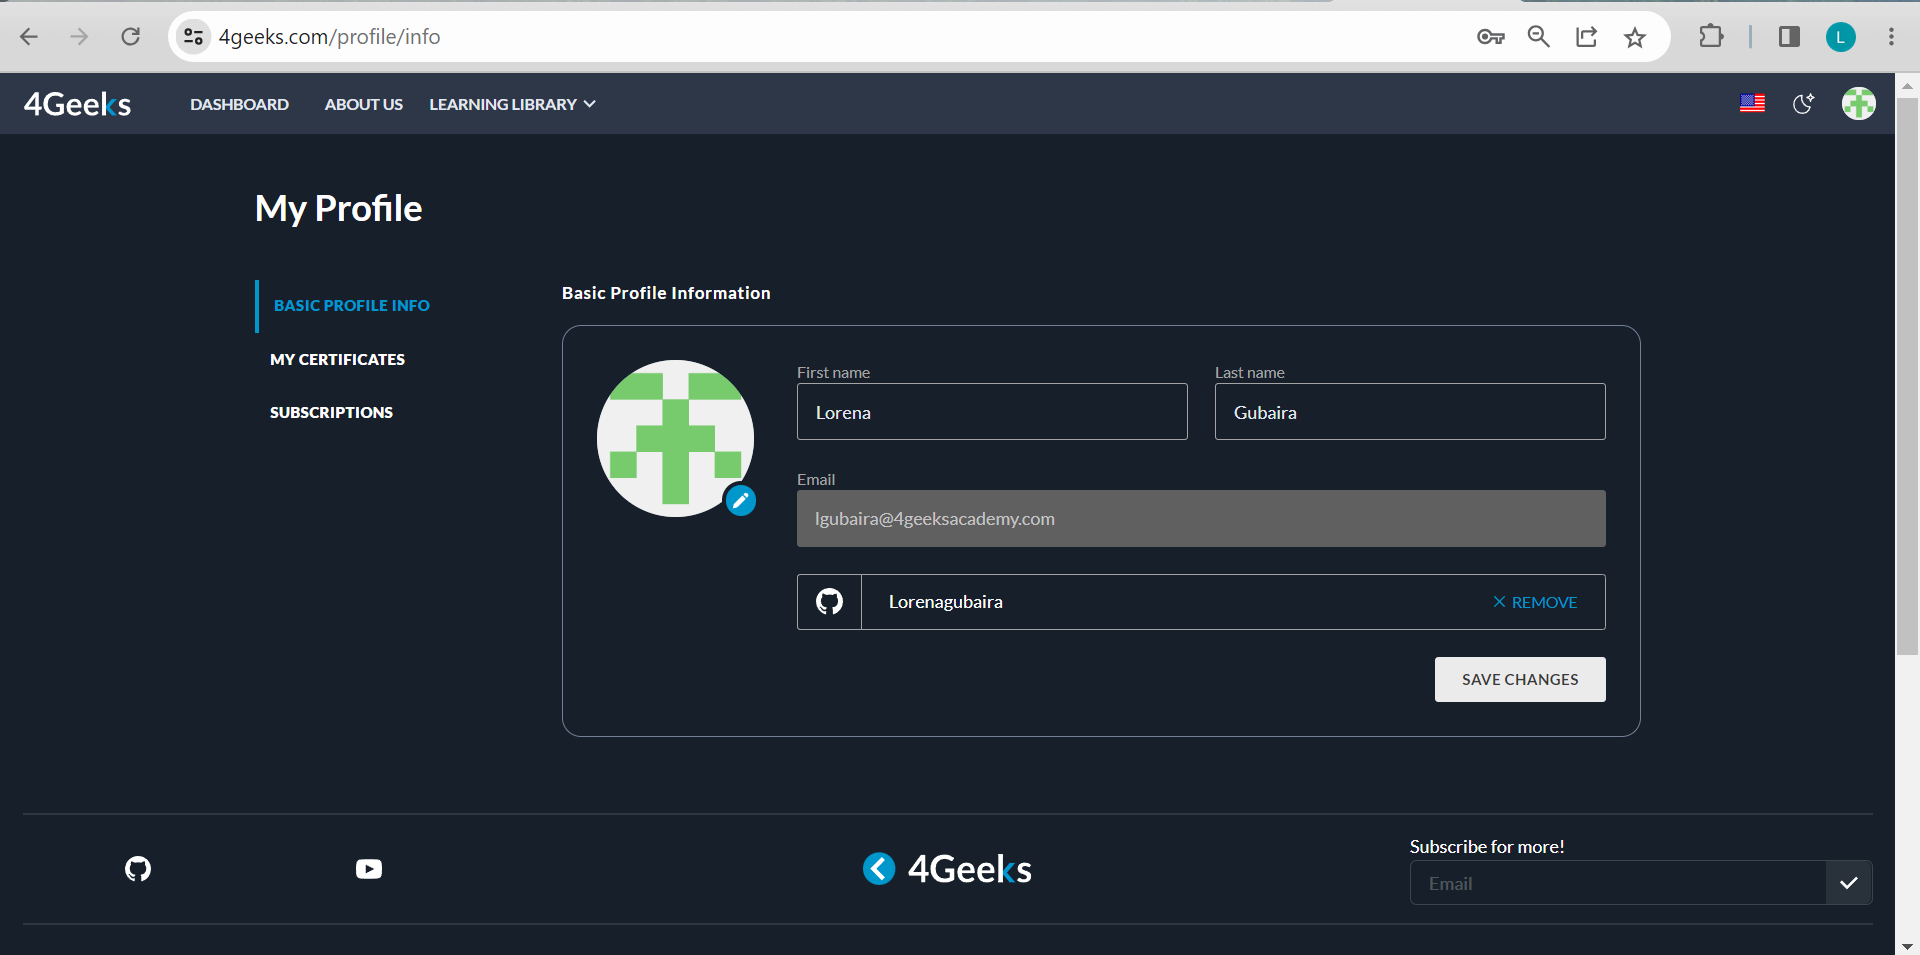 4geeks.com/profile/info
L
4Geeks
DASHBOARD
ABOUT US
LEARNING LIBRARY
My Profile
BASIC PROFILE INFO
MY CERTIFICATES
SUBSCRIPTIONS
Basic Profile Information
First name
Last name
Lorena
Gubaira
Email
lgubaira@4geeksacademy.com
Lorenagubaira
REMOVE
SAVE CHANGES
4Geeks
Subscribe for more!
Email